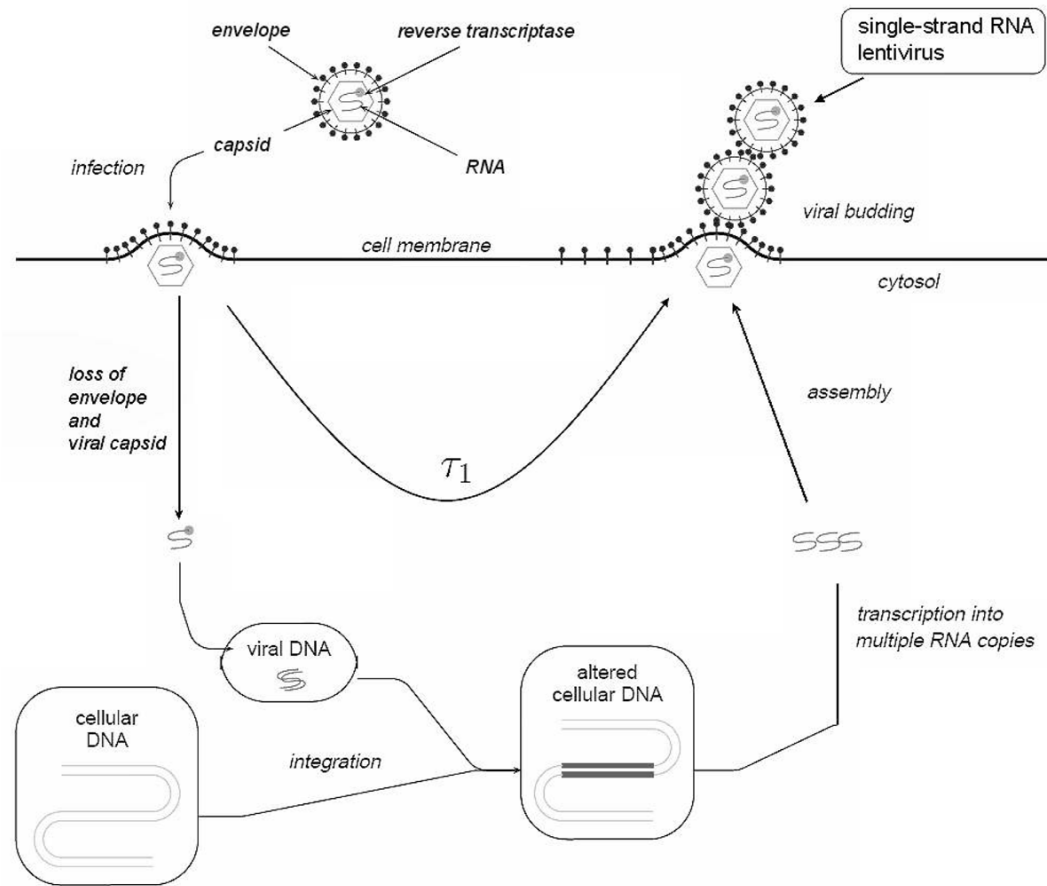 envelope
reverse transcriptase
single-strand RNA
lentivirus
capsid
RNA
infection
viral budding
cell membrane
cytosol
loss of
envelope
and
viral capsid
assembly
τ1
transcription into
multiple RNA copies
viral DNA
altered
cellular DNA
cellular
DNA
integration